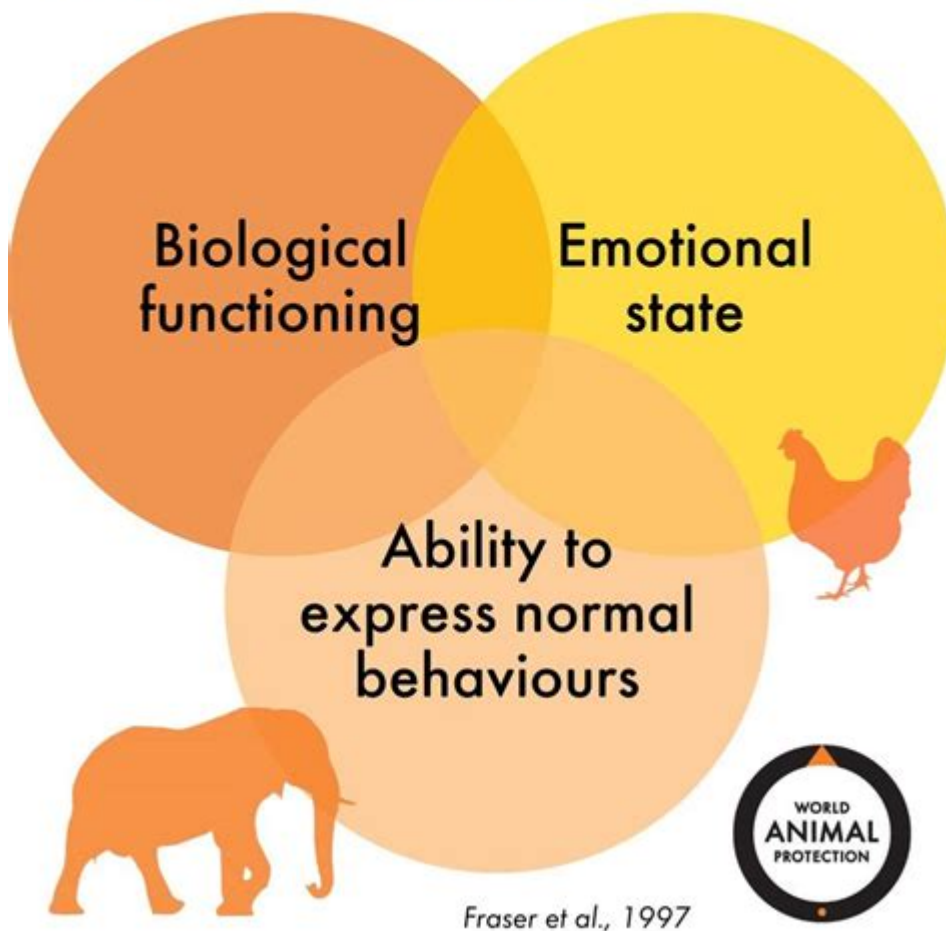 Biological
functioning
Emotional
state
Ability to
express normal
behaviours
WORLD
ANIMAL
PROTECTION
Fraser et al., 1997